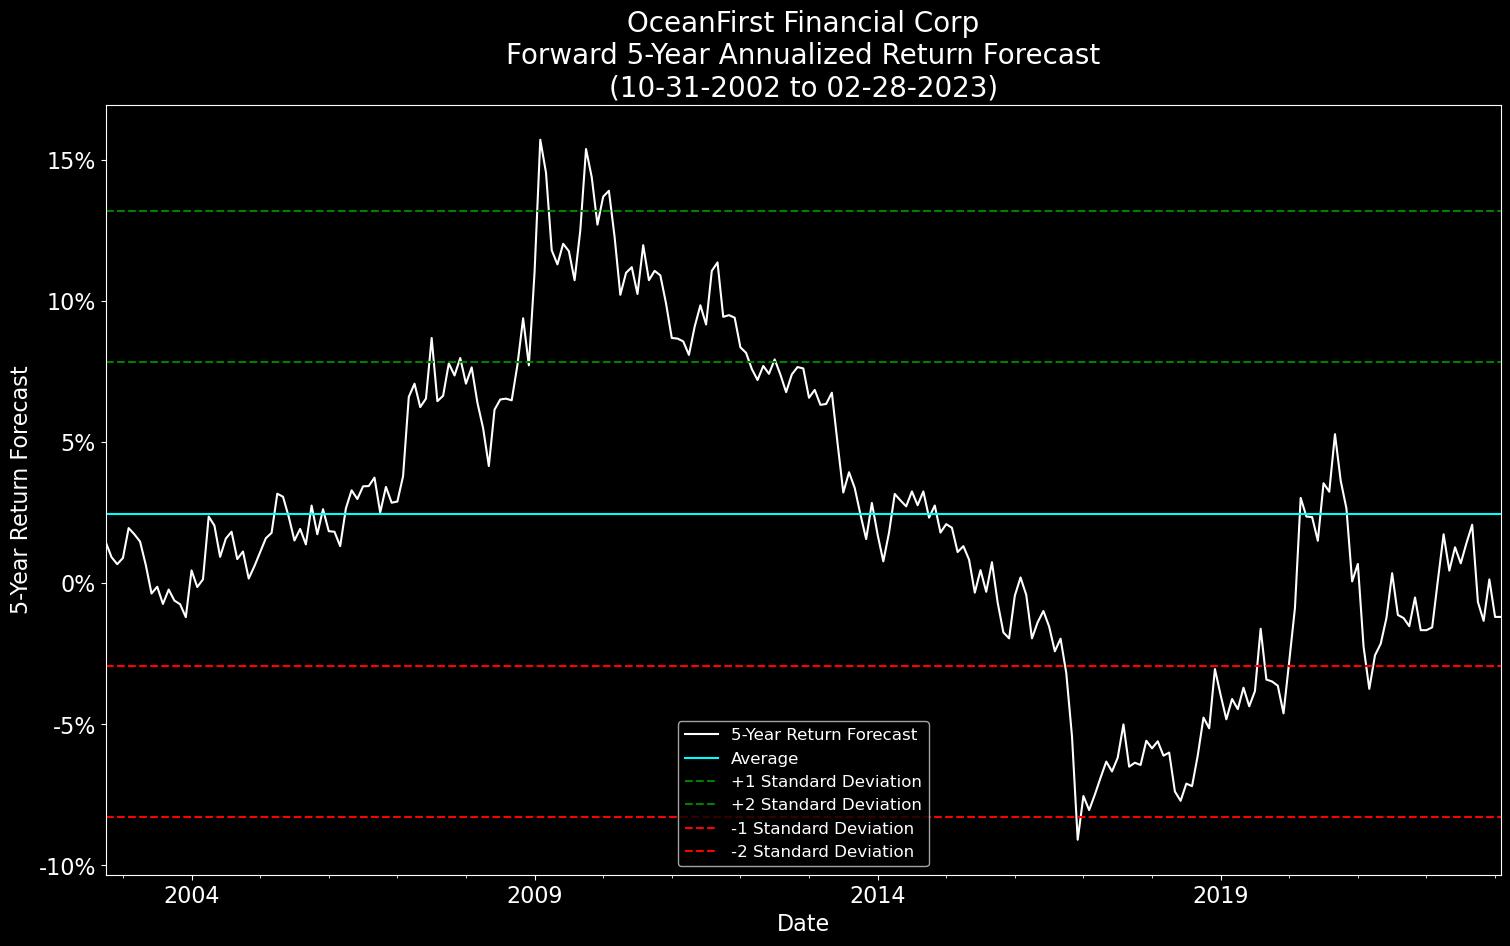 OceanFirst Financial Corp
Forward 5-Year Annualized Return Forecast
(10-31-2002 to 02-28-2023)
5-Year Return Forecast
15%
10%
5%
0%
-5%
-10%
5-Year Return Forecast
Average
+1 Standard Deviation
+2 Standard Deviation
-1 Standard Deviation
-2 Standard Deviation
2004 2009 2014 2019
Date